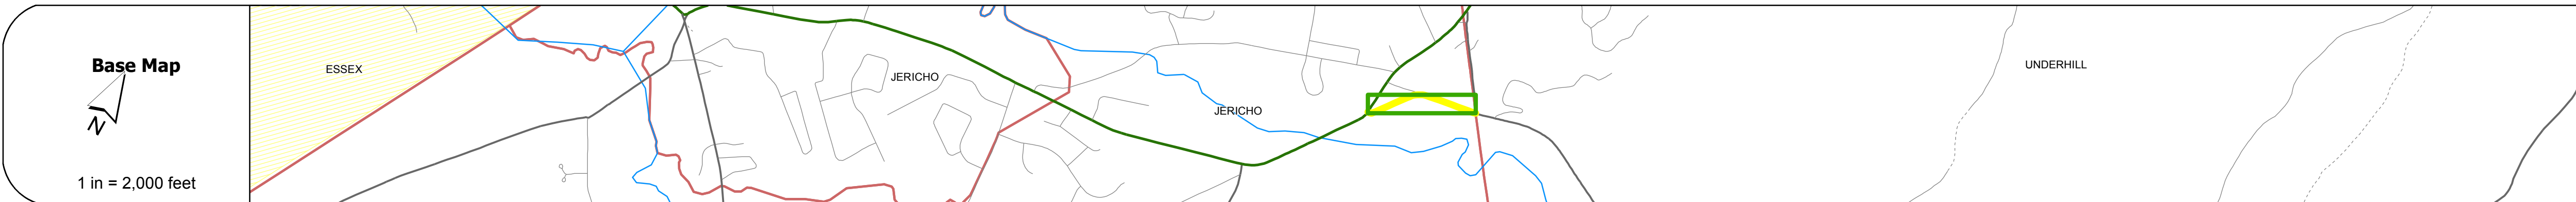 Base Map
N
1 in = 2,000 feet
ESSEX
JERICHO
JERICHO
UNDERHILL